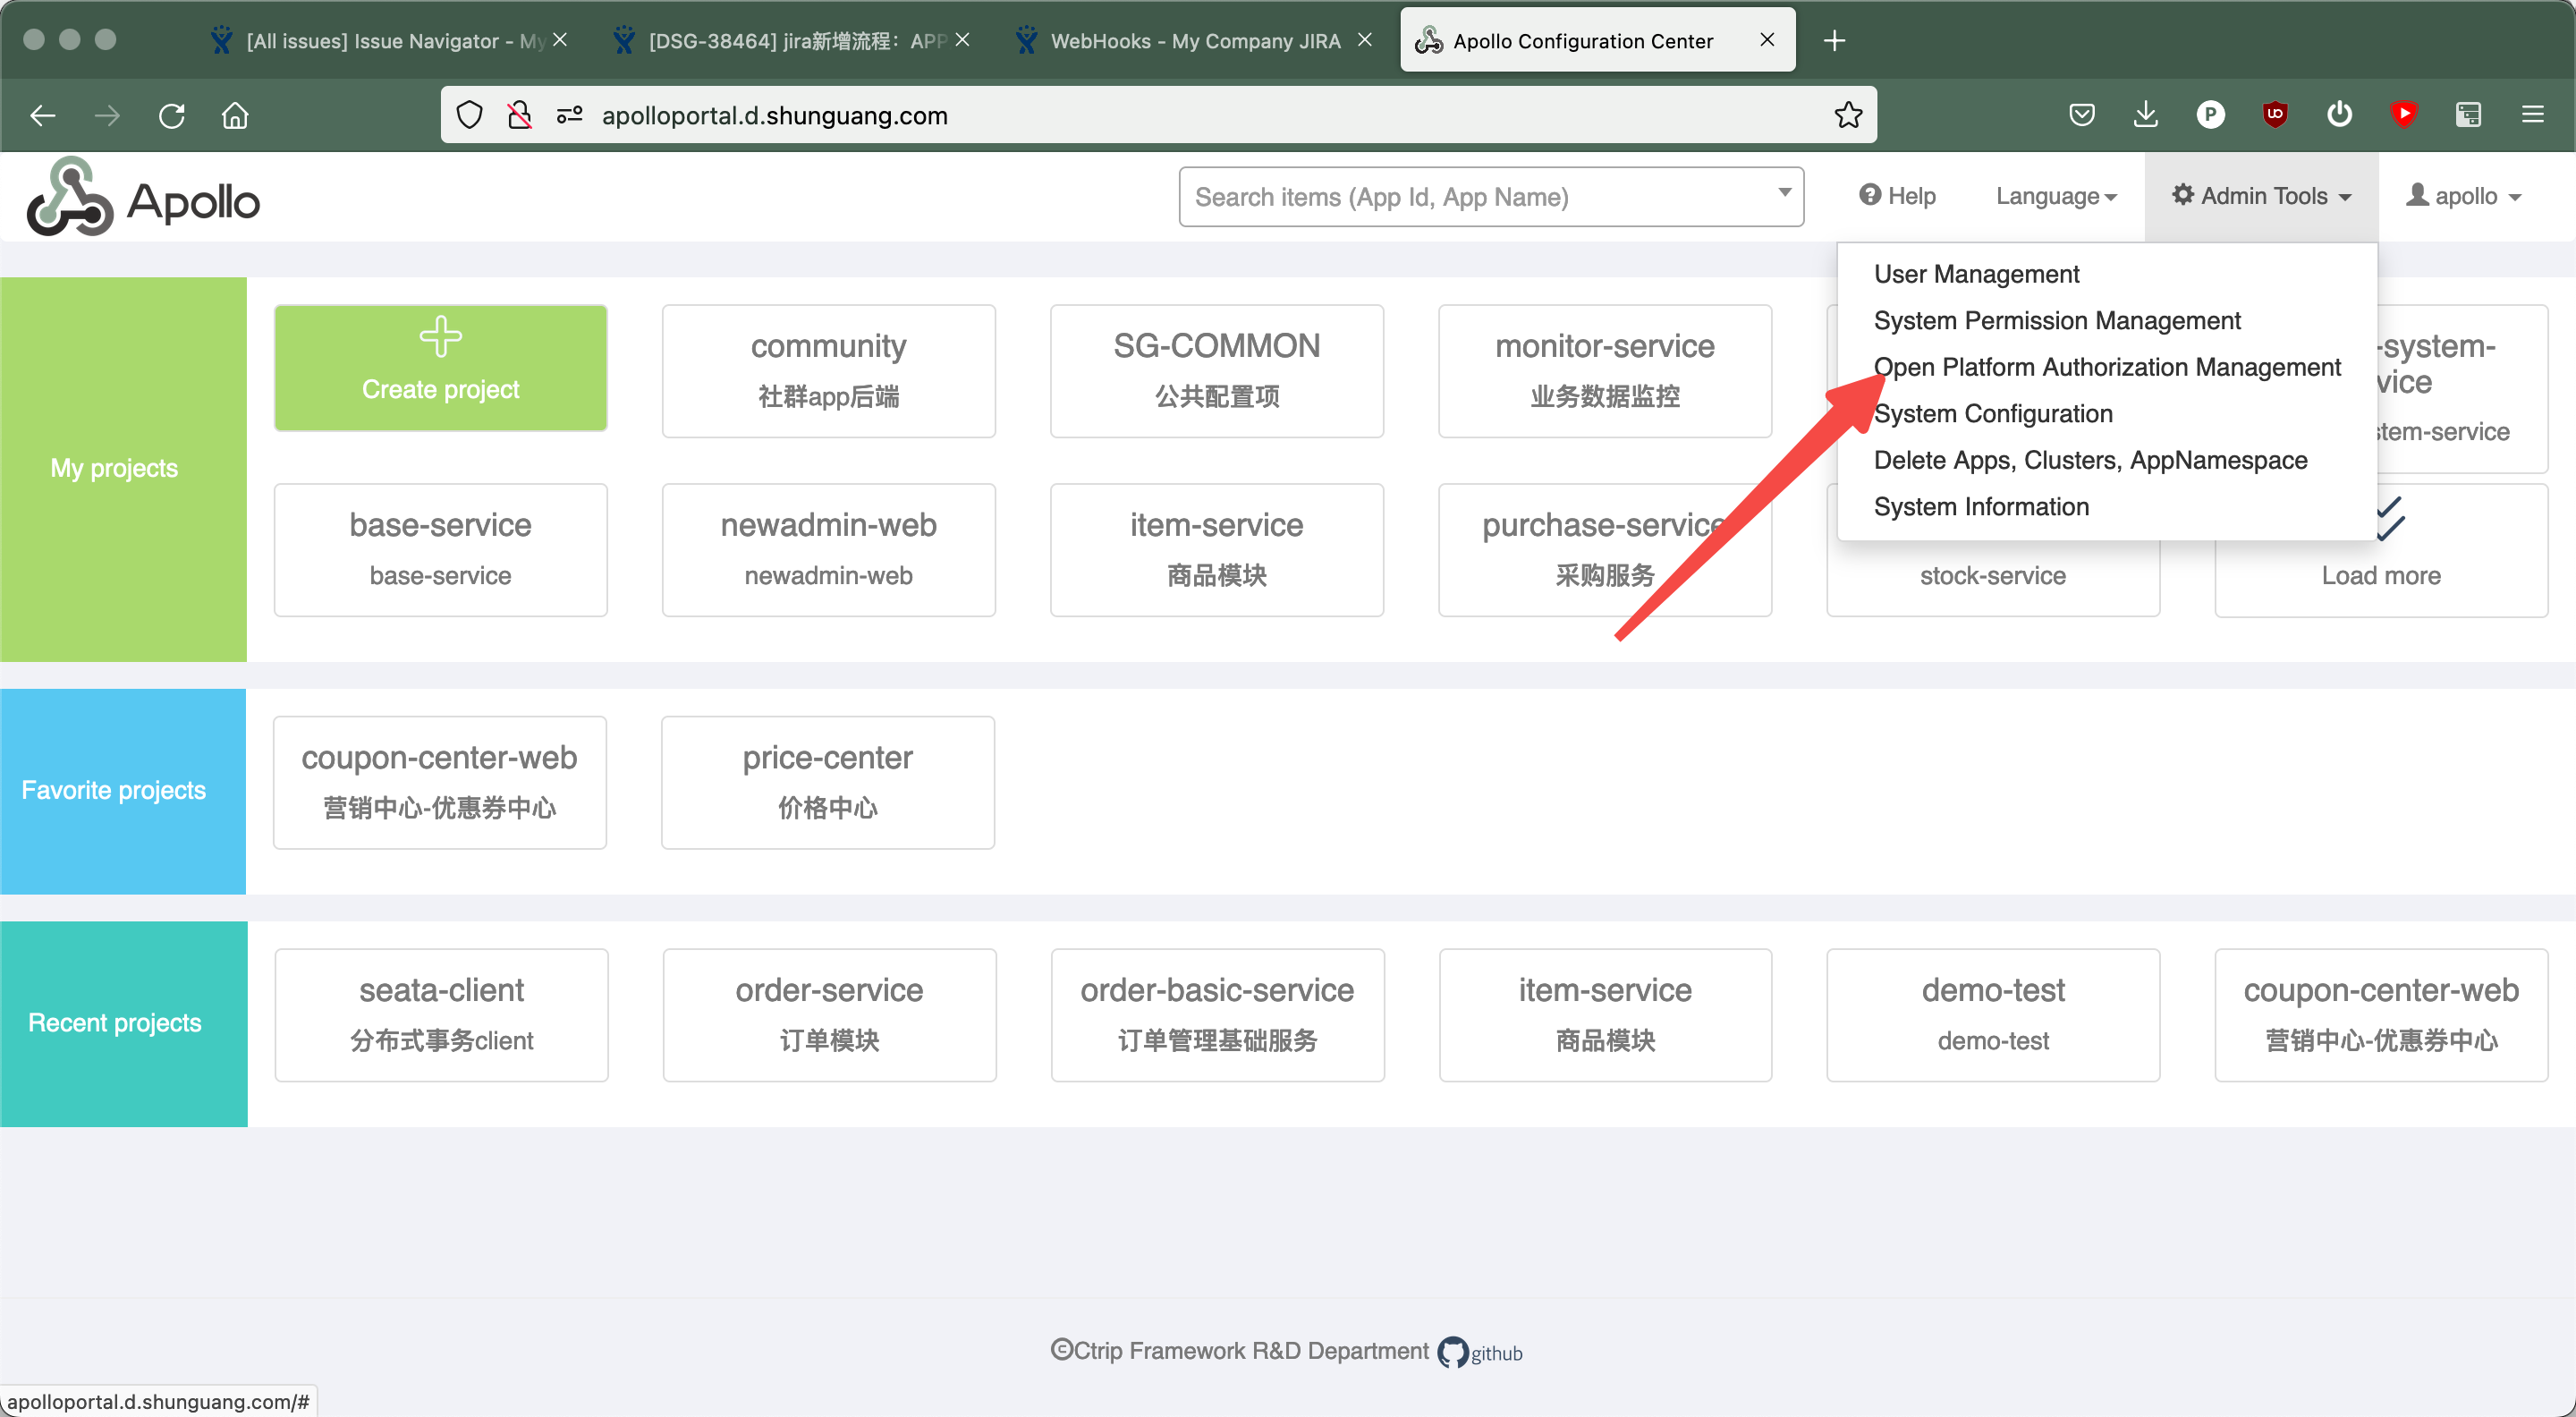 [All issues] Issue Navigator - My
[DSG-38464] jira新增流程：APP
WebHooks - My Company JIRA
Apollo Configuration Center
apolloportal.d.shunguang.com
Apollo
Search items (App Id, App Name)
Help
Language
Admin Tools
apollo
User Management
System Permission Management
Open Platform Authorization Management
System Configuration
Delete Apps, Clusters, AppNamespace
System Information
My projects
Create project
community
社群app后端
SG-COMMON
公共配置项
monitor-service
业务数据监控
-system-
vice
tem-service
base-service
base-service
newadmin-web
newadmin-web
item-service
商品模块
purchase-service
采购服务
stock-service
Load more
Favorite projects
coupon-center-web
营销中心-优惠券中心
price-center
价格中心
Recent projects
seata-client
分布式事务client
order-service
订单模块
order-basic-service
订单管理基础服务
item-service
商品模块
demo-test
demo-test
coupon-center-web
营销中心-优惠券中心
©Ctrip Framework R&D Department github
apolloportal.d.shunguang.com/#